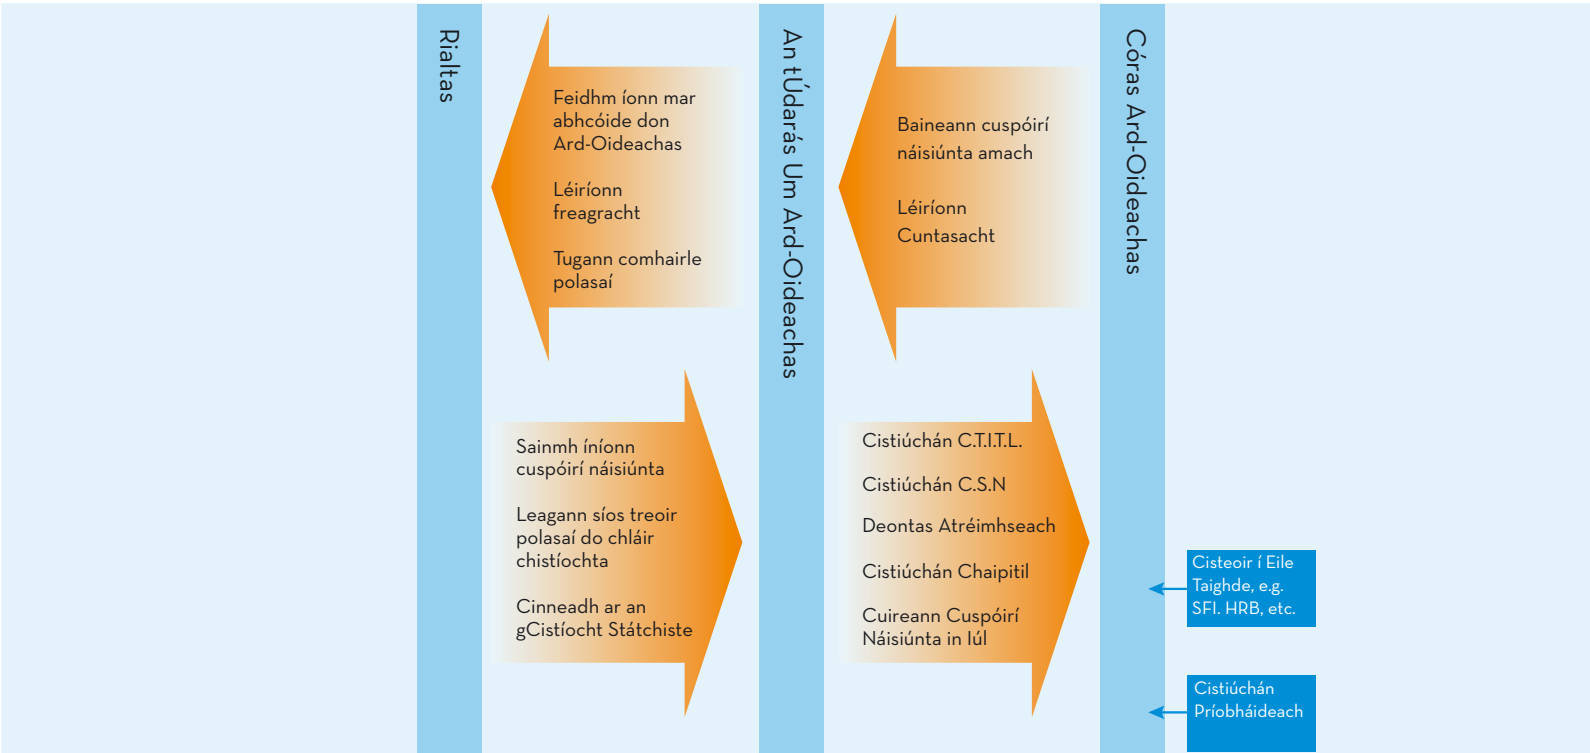 Rialtas
Feidhm íonn mar
abhcóide don
Ard-Oideachas
Léiríonn
freagracht
Tugann comhairle
polasaí
Sainmh íníonn
cuspóirí náisiúnta
Leagann síos treoir
polasaí do chláir
chistíochta
Cinneadh ar an
gCistíocht Státchiste
An tÚdarás Um Ard-Oideachas
Baineann cuspóirí
náisiúnta amach
Léiríonn
Cuntasacht
Cistiúchán C.T.I.T.L.
Cistiúchán C.S.N
Deontas Atréimhseach
Cistiúchán Chaipitil
Cuireann Cuspóirí
Náisiúnta in Iúl
Córas Ard-Oideachas
Cisteoir í Eile
Taighde, e.g.
SFI. HRB, etc.
Cistiúchán
Príobháideach